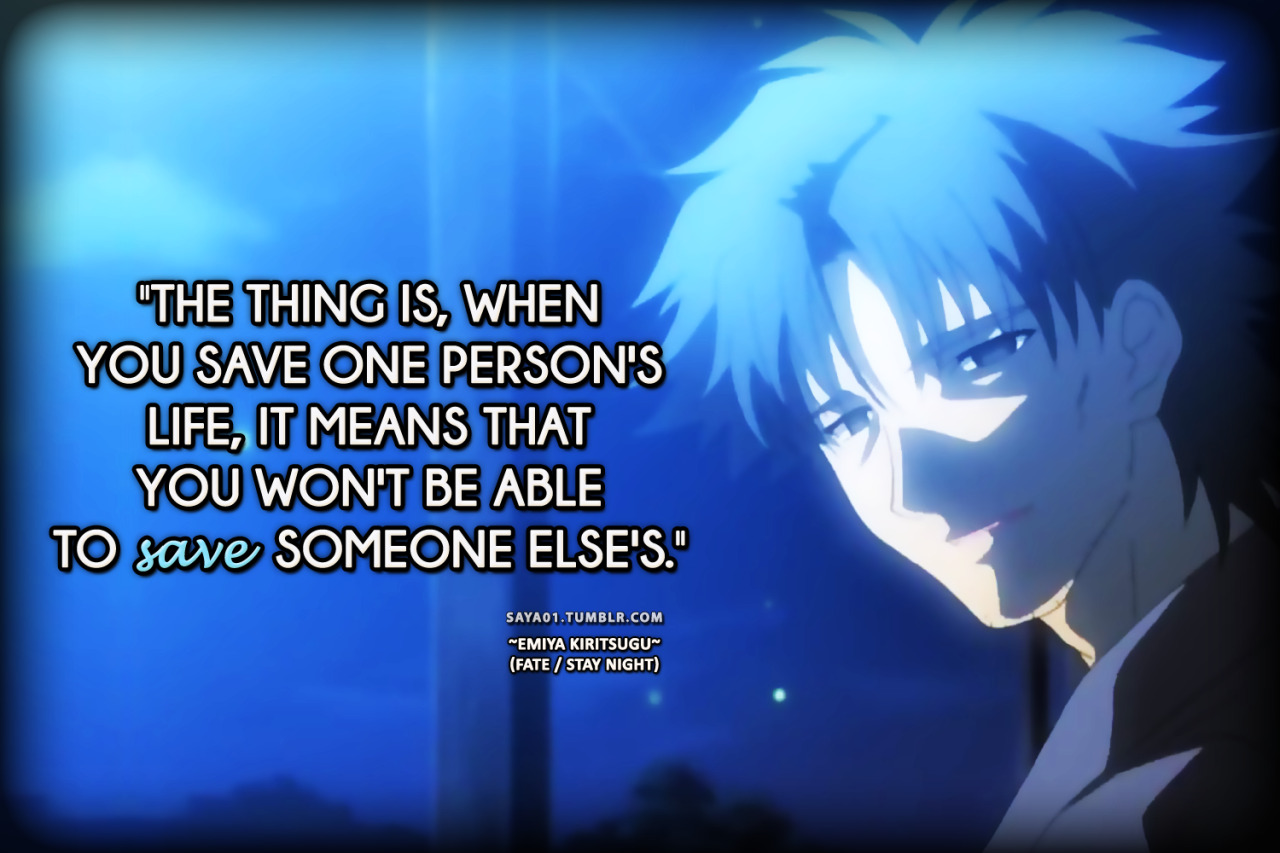 "THE THING IS, WHEN
YOU SAVE ONE PERSON'S
LIFE, IT MEANS THAT
YOU WON'T BE ABLE
TO save SOMEONE ELSE'S."
SAYA01.TUMBLR.COM
~EMIYA KIRITSUGU~
(FATE / STAY NIGHT)